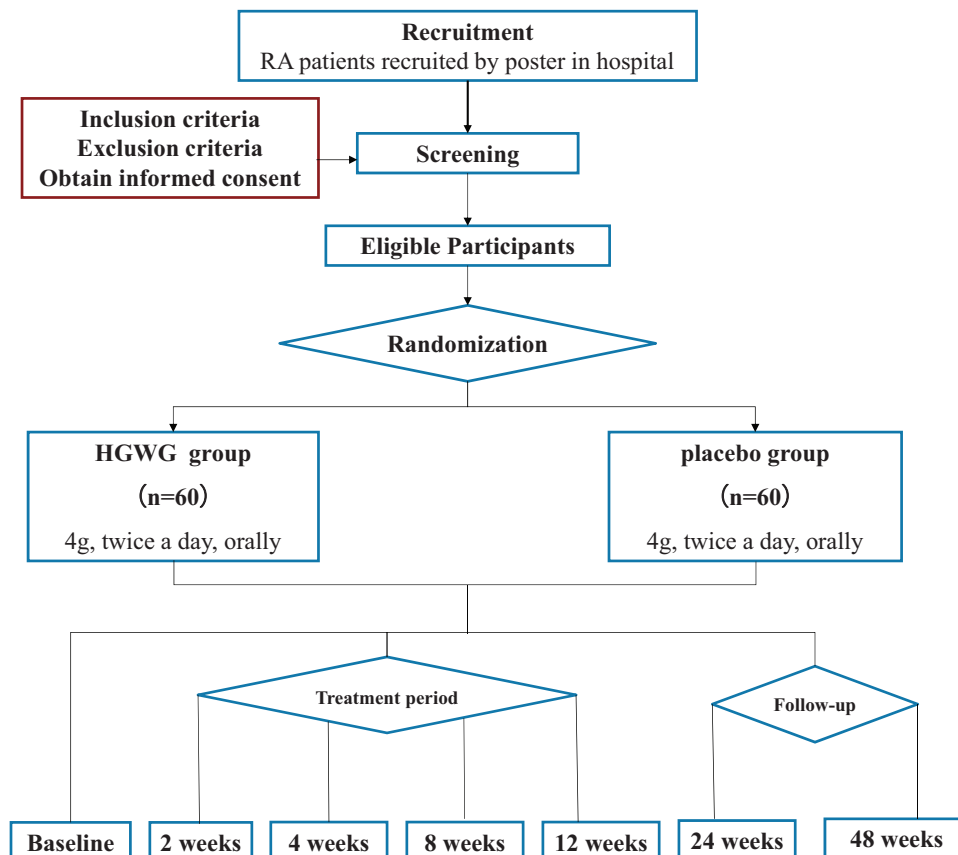 Recruitment
RA patients recruited by poster in hospital
Inclusion criteria
Exclusion criteria
Obtain informed consent
Screening
Eligible Participants
Randomization
HGWG group
（n=60）
4g, twice a day, orally
placebo group
（n=60）
4g, twice a day, orally
Treatment period
Follow-up
Baseline
2 weeks
4 weeks
8 weeks
12 weeks
24 weeks
48 weeks